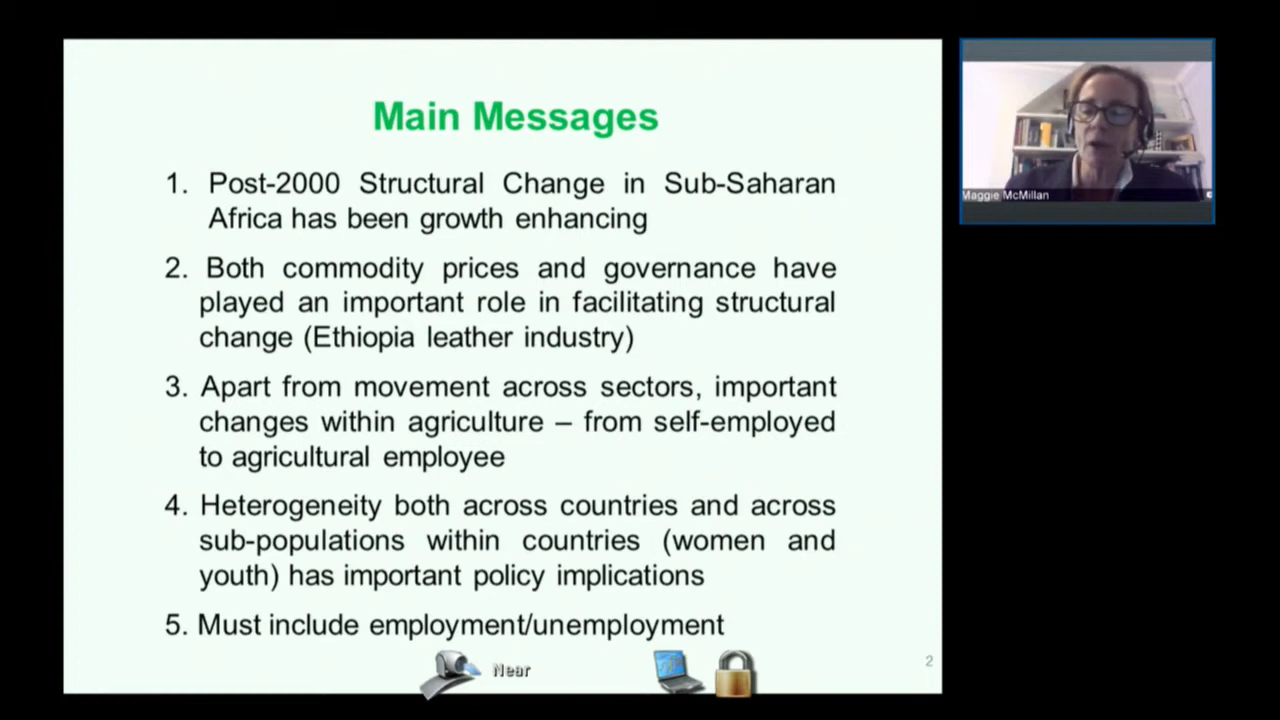 Main Messages
1. Post-2000 Structural Change in Sub-Saharan
Africa has been growth enhancing
2. Both commodity prices and governance have
played an important role in facilitating structural
change (Ethiopia leather industry)
3. Apart from movement across sectors, important
changes within agriculture – from self-employed
to agricultural employee
4. Heterogeneity both across countries and across
sub-populations within countries (women and
youth) has important policy implications
5. Must include employment/unemployment
2
Near
Maggie McMillan